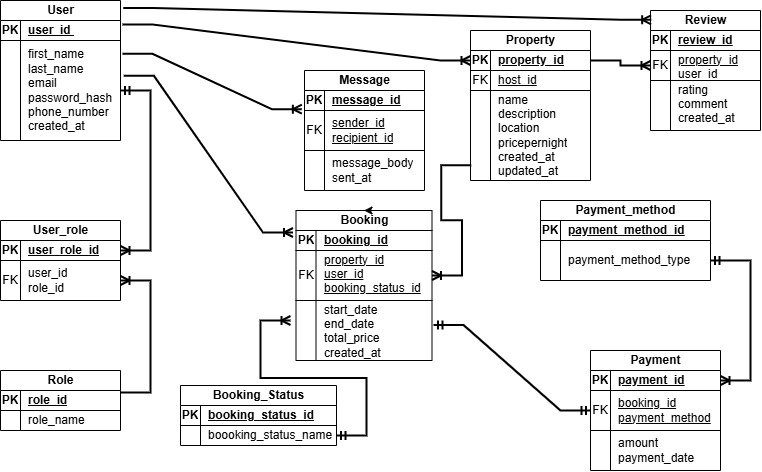 User
PK user_id
first_name
last_name
email
password_hash
phone_number
created_at
Review
PK review_id
FK property_id
user_id
rating
comment
created_at
Property
PK property_id
FK host_id
name
description
location
pricepernight
created_at
updated_at
Message
PK message_id
FK sender_id
recipient_id
message_body
sent_at
User_role
PK user_role_id
FK user_id
role_id
Booking
PK booking_id
FK property_id
user_id
booking_status_id
start_date
end_date
total_price
created_at
Payment_method
PK payment_method_id
payment_method_type
Role
PK role_id
role_name
Booking_Status
PK booking_status_id
boooking_status_name
Payment
PK payment_id
FK booking_id
payment_method
amount
payment_date